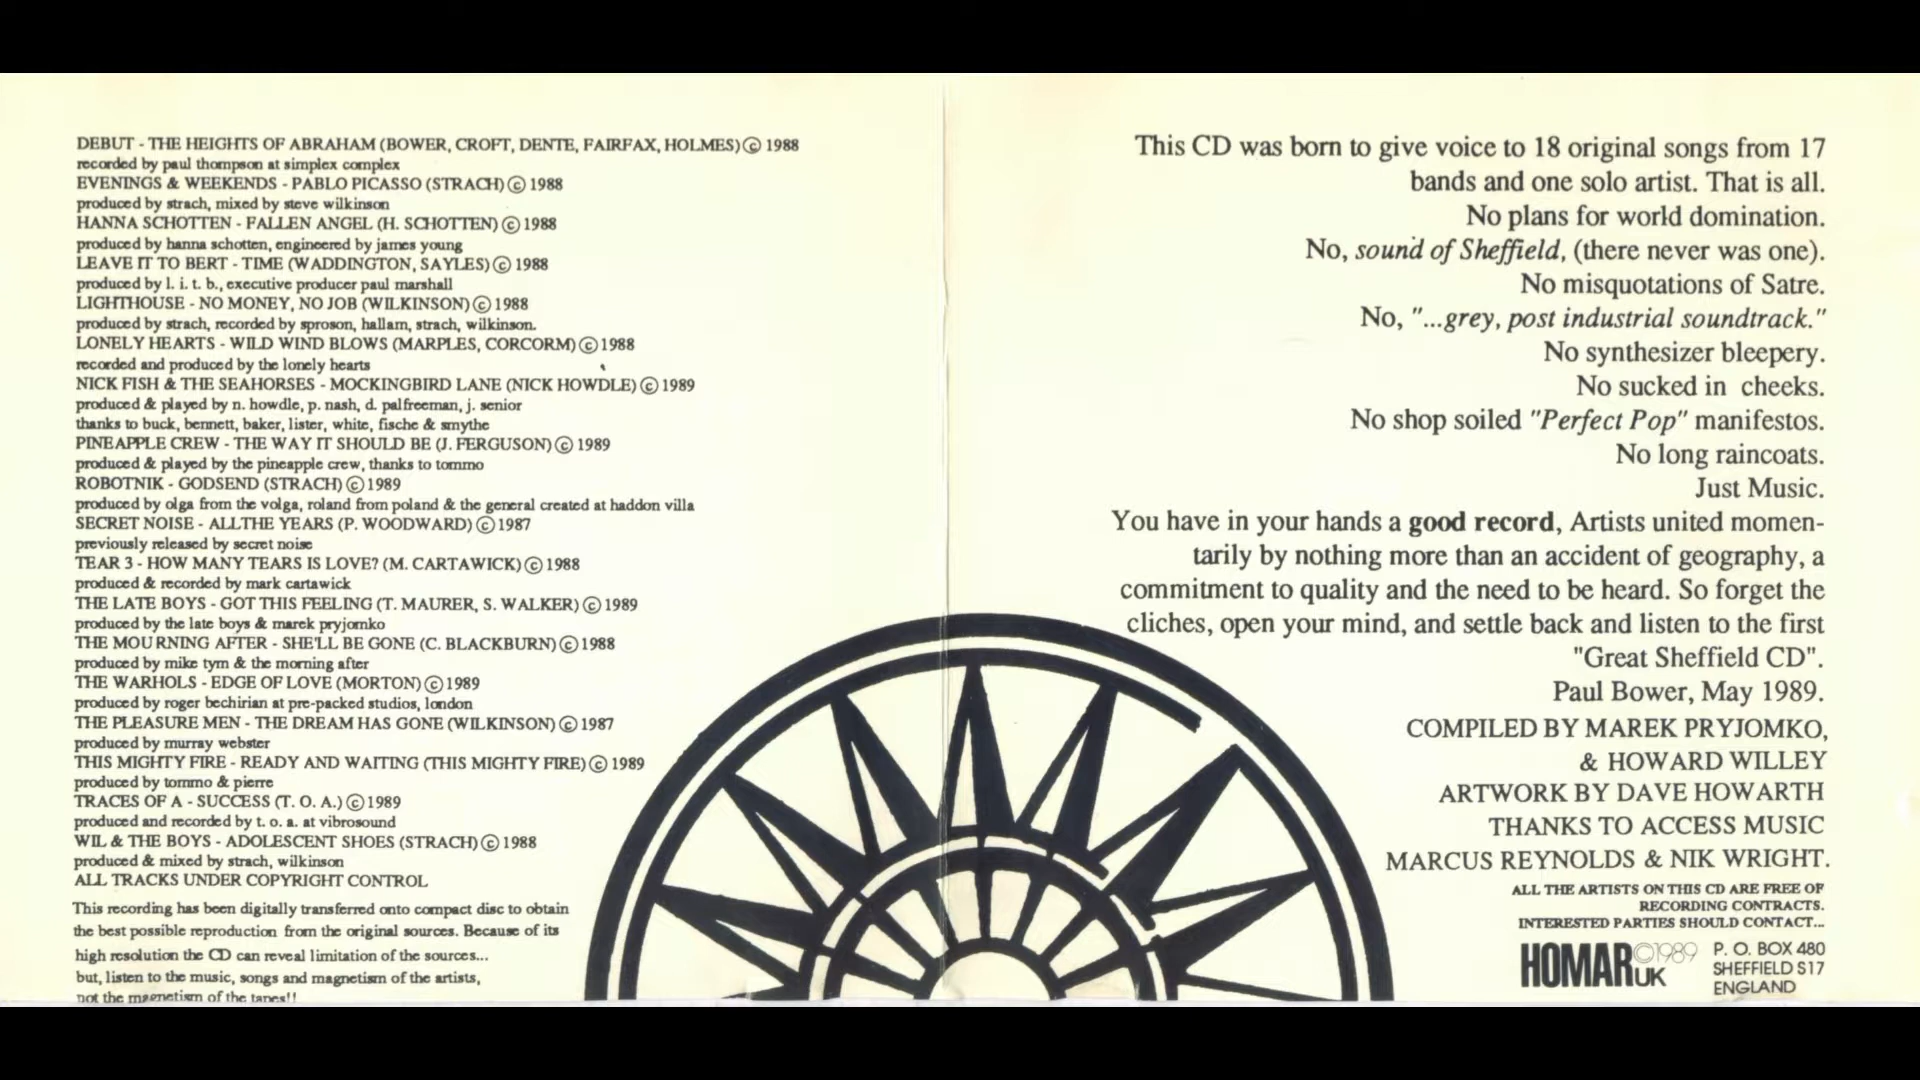 DEBUT - THE HEIGHTS OF ABRAHAM (BOWER, CROFT, DENTE, FAIRFAX, HOLMES) © 1988
recorded by paul thompson at simplex complex
EVENINGS & WEEKENDS - PABLO PICASSO (STRACH) © 1988
produced by strach, mixed by steve wilkinson
HANNA SCHOTTEN - FALLEN ANGEL (H. SCHOTTEN) © 1988
produced by hanna schotten, engineered by james young
LEAVE IT TO BERT - TIME (WADDINGTON, SAYLES) © 1988
produced by l. i. t. b., executive producer paul marshall
LIGHTHOUSE - NO MONEY, NO JOB (WILKINSON) © 1988
produced by strach, recorded by sproson, hallam, strach, wilkinson.
LONELY HEARTS - WILD WIND BLOWS (MARPLES, CORCORM) © 1988
recorded and produced by the lonely hearts
NICK FISH & THE SEAHORSES - MOCKINGBIRD LANE (NICK HOWDLE) © 1989
produced & played by n. howdle, p. nash, d. palfreeman, j. senior
thanks to buck, bennett, baker, lister, white, fische & smythe
PINEAPPLE CREW - THE WAY IT SHOULD BE (J. FERGUSON) © 1989
produced & played by the pineapple crew, thanks to tommo
ROBOTNIK - GODSEND (STRACH) © 1989
produced by olga from the volga, roland from poland & the general created at haddon villa
SECRET NOISE - ALL THE YEARS (P. WOODWARD) © 1987
previously released by secret noise
TEAR 3 - HOW MANY TEARS IS LOVE? (M. CARTAWICK) © 1988
produced & recorded by mark cartawick
THE LATE BOYS - GOT THIS FEELING (T. MAURER, S. WALKER) © 1989
produced by the late boys & marek pryjomko
THE MOURNING AFTER - SHE'LL BE GONE (C. BLACKBURN) © 1988
produced by mike tym & the morning after
THE WARHOLS - EDGE OF LOVE (MORTON) © 1989
produced by roger bechirian at pre-packed studios, london
THE PLEASURE MEN - THE DREAM HAS GONE (WILKINSON) © 1987
produced by murray webster
THIS MIGHTY FIRE - READY AND WAITING (THIS MIGHTY FIRE) © 1989
produced by tommo & pierre
TRACES OF A - SUCCESS (T. O. A.) © 1989
produced and recorded by t. o. a. at vibrosound
WIL & THE BOYS - ADOLESCENT SHOES (STRACH) © 1988
produced & mixed by strach, wilkinson
ALL TRACKS UNDER COPYRIGHT CONTROL
This recording has been digitally transferred onto compact disc to obtain
the best possible reproduction from the original sources. Because of its
high resolution the CD can reveal limitation of the sources...
but, listen to the music, songs and magnetism of the artists,
not the magnetism of the tapes!!
This CD was born to give voice to 18 original songs from 17
bands and one solo artist. That is all.
No plans for world domination.
No, sound of Sheffield, (there never was one).
No misquotations of Satre.
No, "...grey, post industrial soundtrack."
No synthesizer bleepery.
No sucked in cheeks.
No shop soiled "Perfect Pop" manifestos.
No long raincoats.
Just Music.
You have in your hands a good record, Artists united momen-
tarily by nothing more than an accident of geography, a
commitment to quality and the need to be heard. So forget the
cliches, open your mind, and settle back and listen to the first
"Great Sheffield CD".
Paul Bower, May 1989.
COMPILED BY MAREK PRYJOMKO,
& HOWARD WILLEY
ARTWORK BY DAVE HOWARTH
THANKS TO ACCESS MUSIC
MARCUS REYNOLDS & NIK WRIGHT.
ALL THE ARTISTS ON THIS CD ARE FREE OF
RECORDING CONTRACTS.
INTERESTED PARTIES SHOULD CONTACT...
HOMAR UK ©1989
P. O. BOX 480
SHEFFIELD S17
ENGLAND